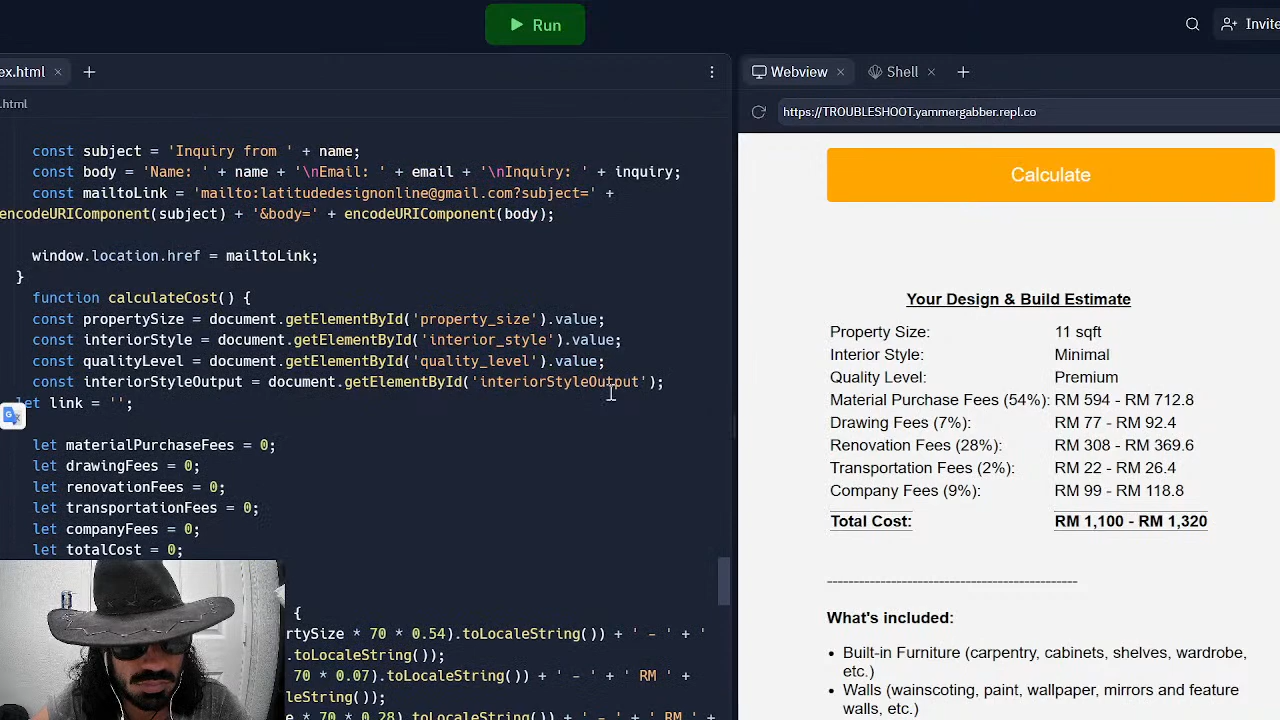 Run
Invite
ex.html × +
Webview × Shell × +
.html
https://TROUBLESHOOT.yammergabber.repl.co
const subject = 'Inquiry from ' + name;
const body = 'Name: ' + name + '\nEmail: ' + email + '\nInquiry: ' + inquiry;
const mailtoLink = 'mailto:latitudedesignonline@gmail.com?subject=' +
encodeURIComponent(subject) + '&body=' + encodeURIComponent(body);
window.location.href = mailtoLink;
}
function calculateCost() {
const propertySize = document.getElementById('property_size').value;
const interiorStyle = document.getElementById('interior_style').value;
const qualityLevel = document.getElementById('quality_level').value;
const interiorStyleOutput = document.getElementById('interiorStyleOutput');
let link = '';
let materialPurchaseFees = 0;
let drawingFees = 0;
let renovationFees = 0;
let transportationFees = 0;
let companyFees = 0;
let totalCost = 0;
{
rtySize * 70 * 0.54).toLocaleString()) + ' - ' + '
.toLocaleString());
70 * 0.07).toLocaleString()) + ' - ' + ' RM ' +
leString());
e * 70 * 0.28).toLocaleString()) + ' - ' + ' RM ' +
Calculate
Your Design & Build Estimate
Property Size: 11 sqft
Interior Style: Minimal
Quality Level: Premium
Material Purchase Fees (54%): RM 594 - RM 712.8
Drawing Fees (7%): RM 77 - RM 92.4
Renovation Fees (28%): RM 308 - RM 369.6
Transportation Fees (2%): RM 22 - RM 26.4
Company Fees (9%): RM 99 - RM 118.8
Total Cost: RM 1,100 - RM 1,320
----------------------------------------------
What's included:
• Built-in Furniture (carpentry, cabinets, shelves, wardrobe,
etc.)
• Walls (wainscoting, paint, wallpaper, mirrors and feature
walls, etc.)